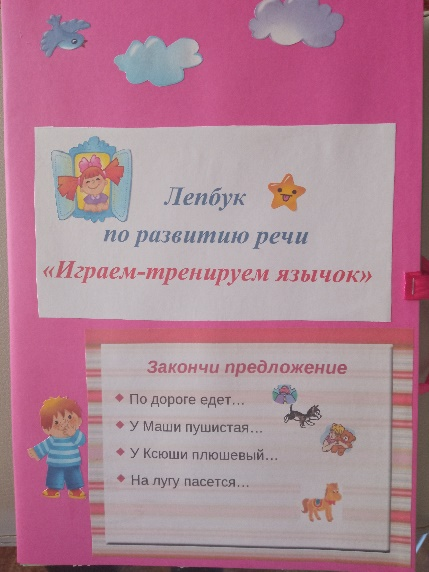 Лепбук
по развитию речи
«Играем-тренируем язычок»
Закончи предложение
По дороге едет...
У Маши пушистая...
У Ксюши плюшевый...
На лугу пасется...